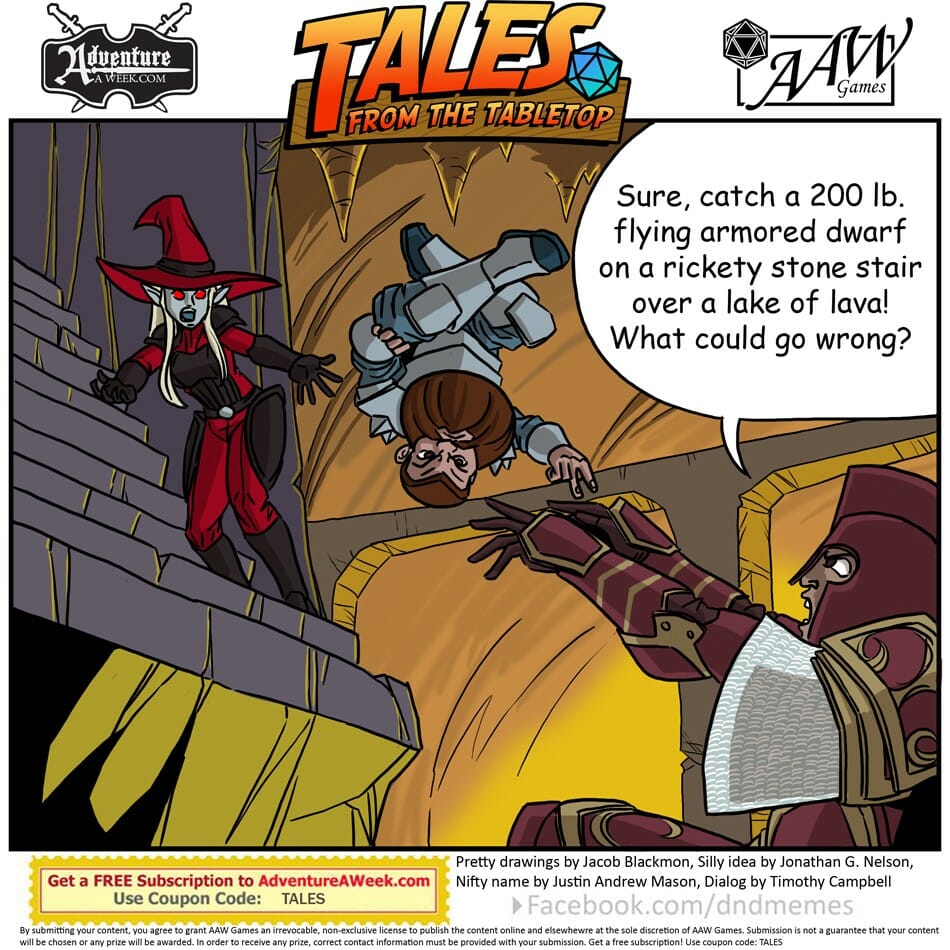 Adventure
A WEEK.COM
TALES
FROM THE TABLETOP
AAW
Games
Sure, catch a 200 lb.
flying armored dwarf
on a rickety stone stair
over a lake of lava!
What could go wrong?
Get a FREE Subscription to AdventureAWeek.com
Use Coupon Code: TALES
Pretty drawings by Jacob Blackmon, Silly idea by Jonathan G. Nelson,
Nifty name by Justin Andrew Mason, Dialog by Timothy Campbell
Facebook.com/dndmemes
By submitting your content, you agree to grant AAW Games an irrevocable, non-exclusive license to publish the content online and elsewhewre at the sole discretion of AAW Games. Submission is not a guarantee that your content
will be chosen or any prize will be awarded. In order to receive any prize, correct contact information must be provided with your submission. Get a free subscription! Use coupon code: TALES